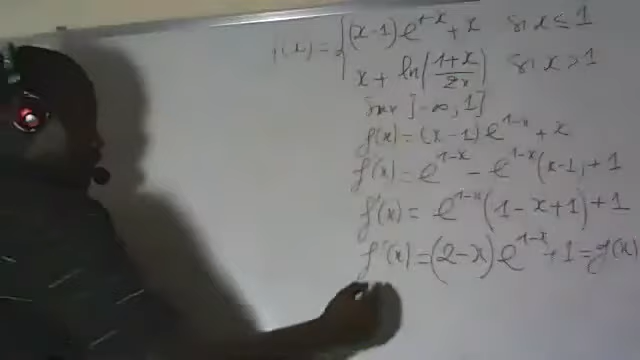 f(x) = { (x-1) e^{1-x} + x si x ≤ 1
x + ln(\frac{1+x}{2x}) si x > 1
sur ]-∞, 1]
f(x) = (x-1) e^{1-x} + x
f'(x) = e^{1-x} - e^{1-x} (x-1) + 1
f'(x) = e^{1-x} (1-x+1) + 1
f'(x) = (2-x) e^{1-x} + 1 = g(x)